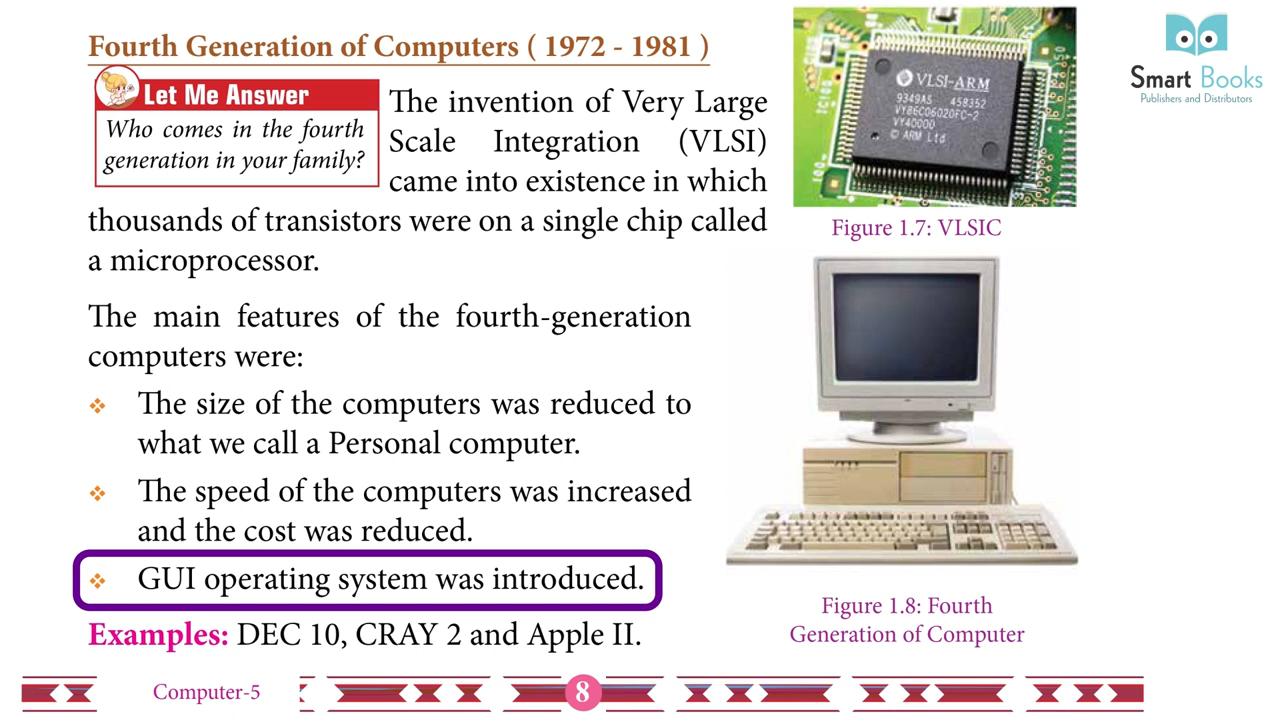 Fourth Generation of Computers ( 1972 - 1981 )
Let Me Answer
Who comes in the fourth
generation in your family?
The invention of Very Large
Scale Integration (VLSI)
came into existence in which
thousands of transistors were on a single chip called
a microprocessor.
The main features of the fourth-generation
computers were:
❖ The size of the computers was reduced to
what we call a Personal computer.
❖ The speed of the computers was increased
and the cost was reduced.
❖ GUI operating system was introduced.
Examples: DEC 10, CRAY 2 and Apple II.
VLSI-ARM
9349AS 458352
VY86C06020FC-2
VY40000
© ARM Ltd
Figure 1.7: VLSIC
Figure 1.8: Fourth
Generation of Computer
Smart Books
Publishers and Distributors
Computer-5
8